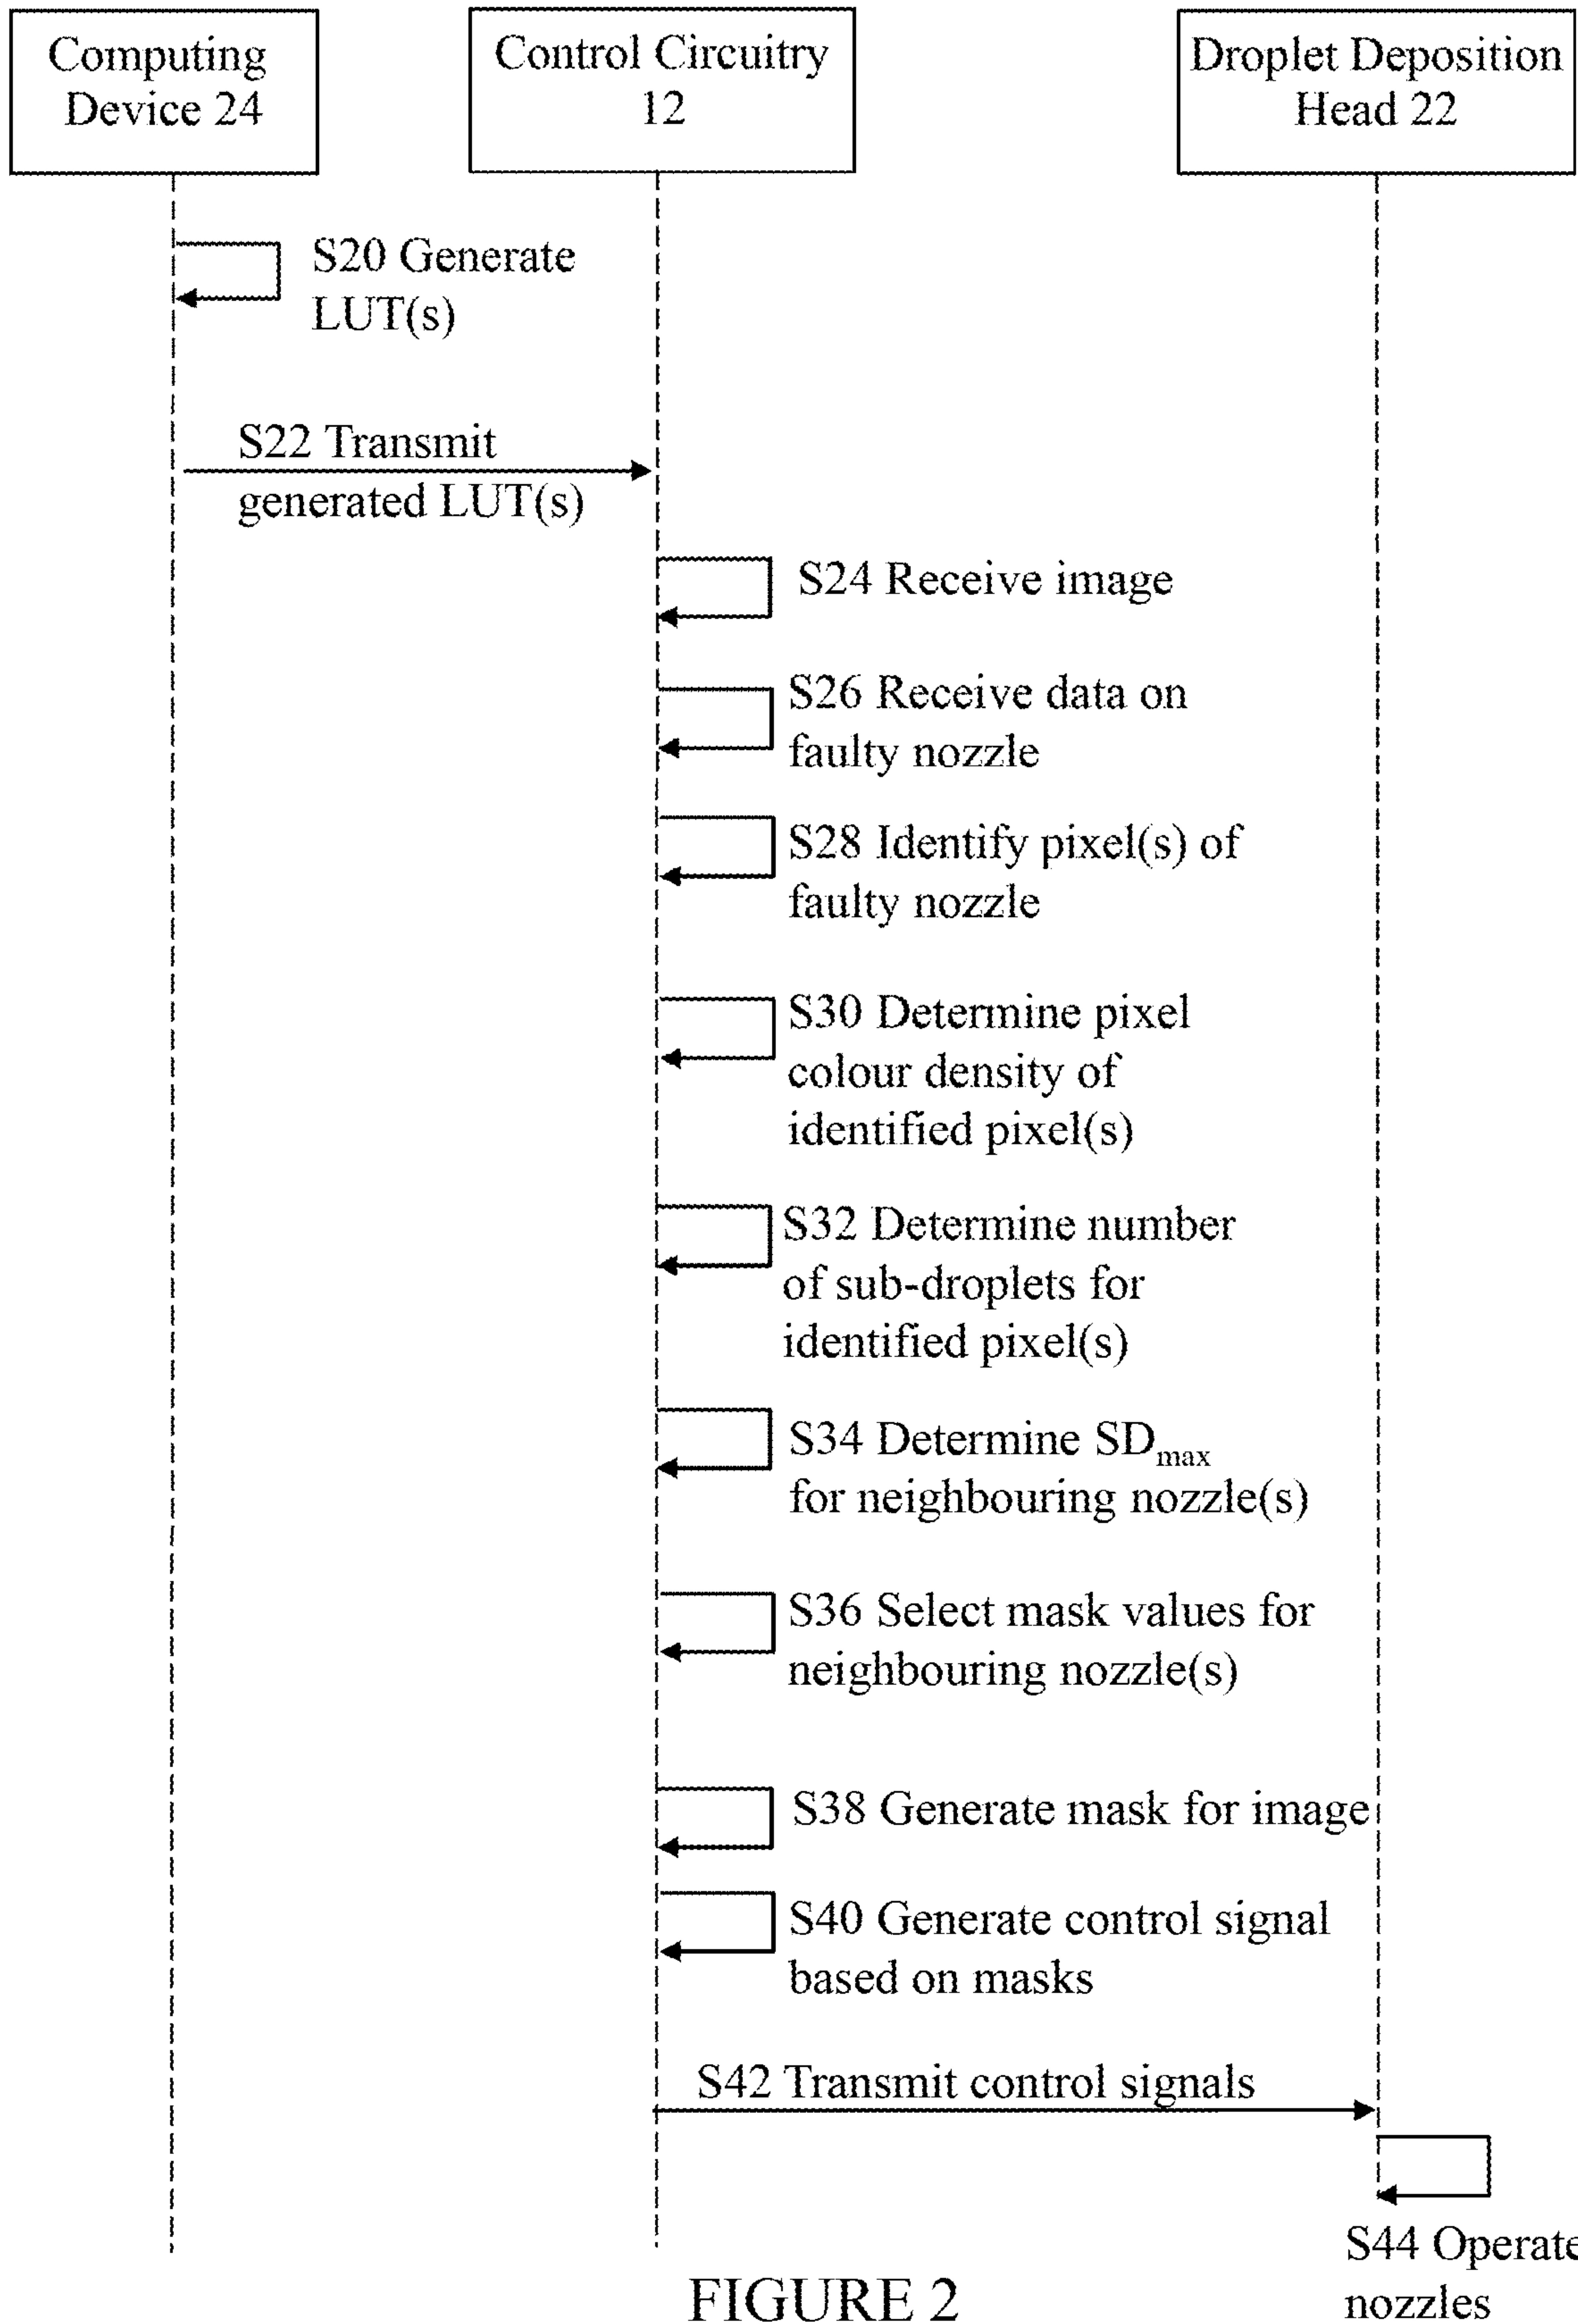 Computing
Device 24
Control Circuitry
12
Droplet Deposition
Head 22
S20 Generate
LUT(s)
S22 Transmit
generated LUT(s)
S24 Receive image
S26 Receive data on
faulty nozzle
S28 Identify pixel(s) of
faulty nozzle
S30 Determine pixel
colour density of
identified pixel(s)
S32 Determine number
of sub-droplets for
identified pixel(s)
S34 Determine SDmax
for neighbouring nozzle(s)
S36 Select mask values for
neighbouring nozzle(s)
S38 Generate mask for image
S40 Generate control signal
based on masks
S42 Transmit control signals
S44 Operate
nozzles
FIGURE 2